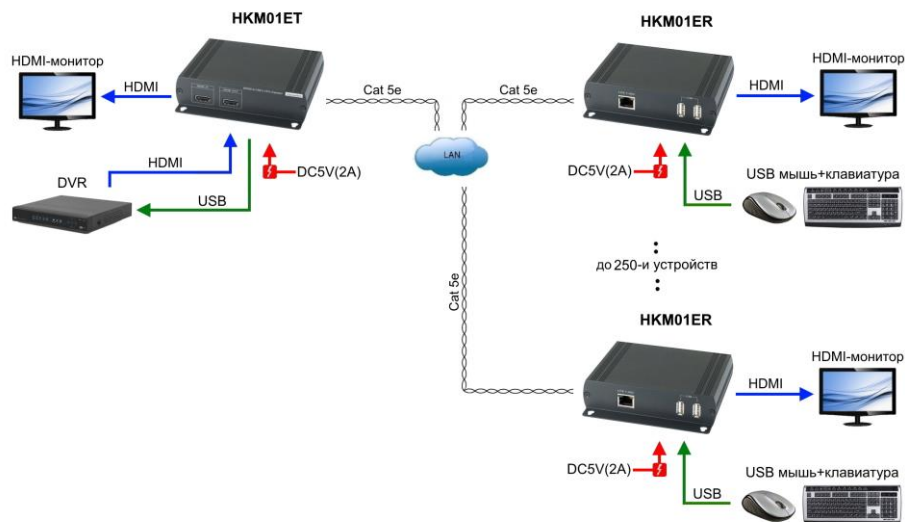 HKM01ET
HDMI-монитор
HDMI
Cat 5e
HDMI
DC5V(2A)
DVR
USB
LAN
HKM01ER
Cat 5e
HDMI
HDMI-монитор
DC5V(2A)
USB мышь+клавиатура
USB
до 250-и устройств
Cat 5e
HKM01ER
HDMI
HDMI-монитор
DC5V(2A)
USB мышь+клавиатура
USB